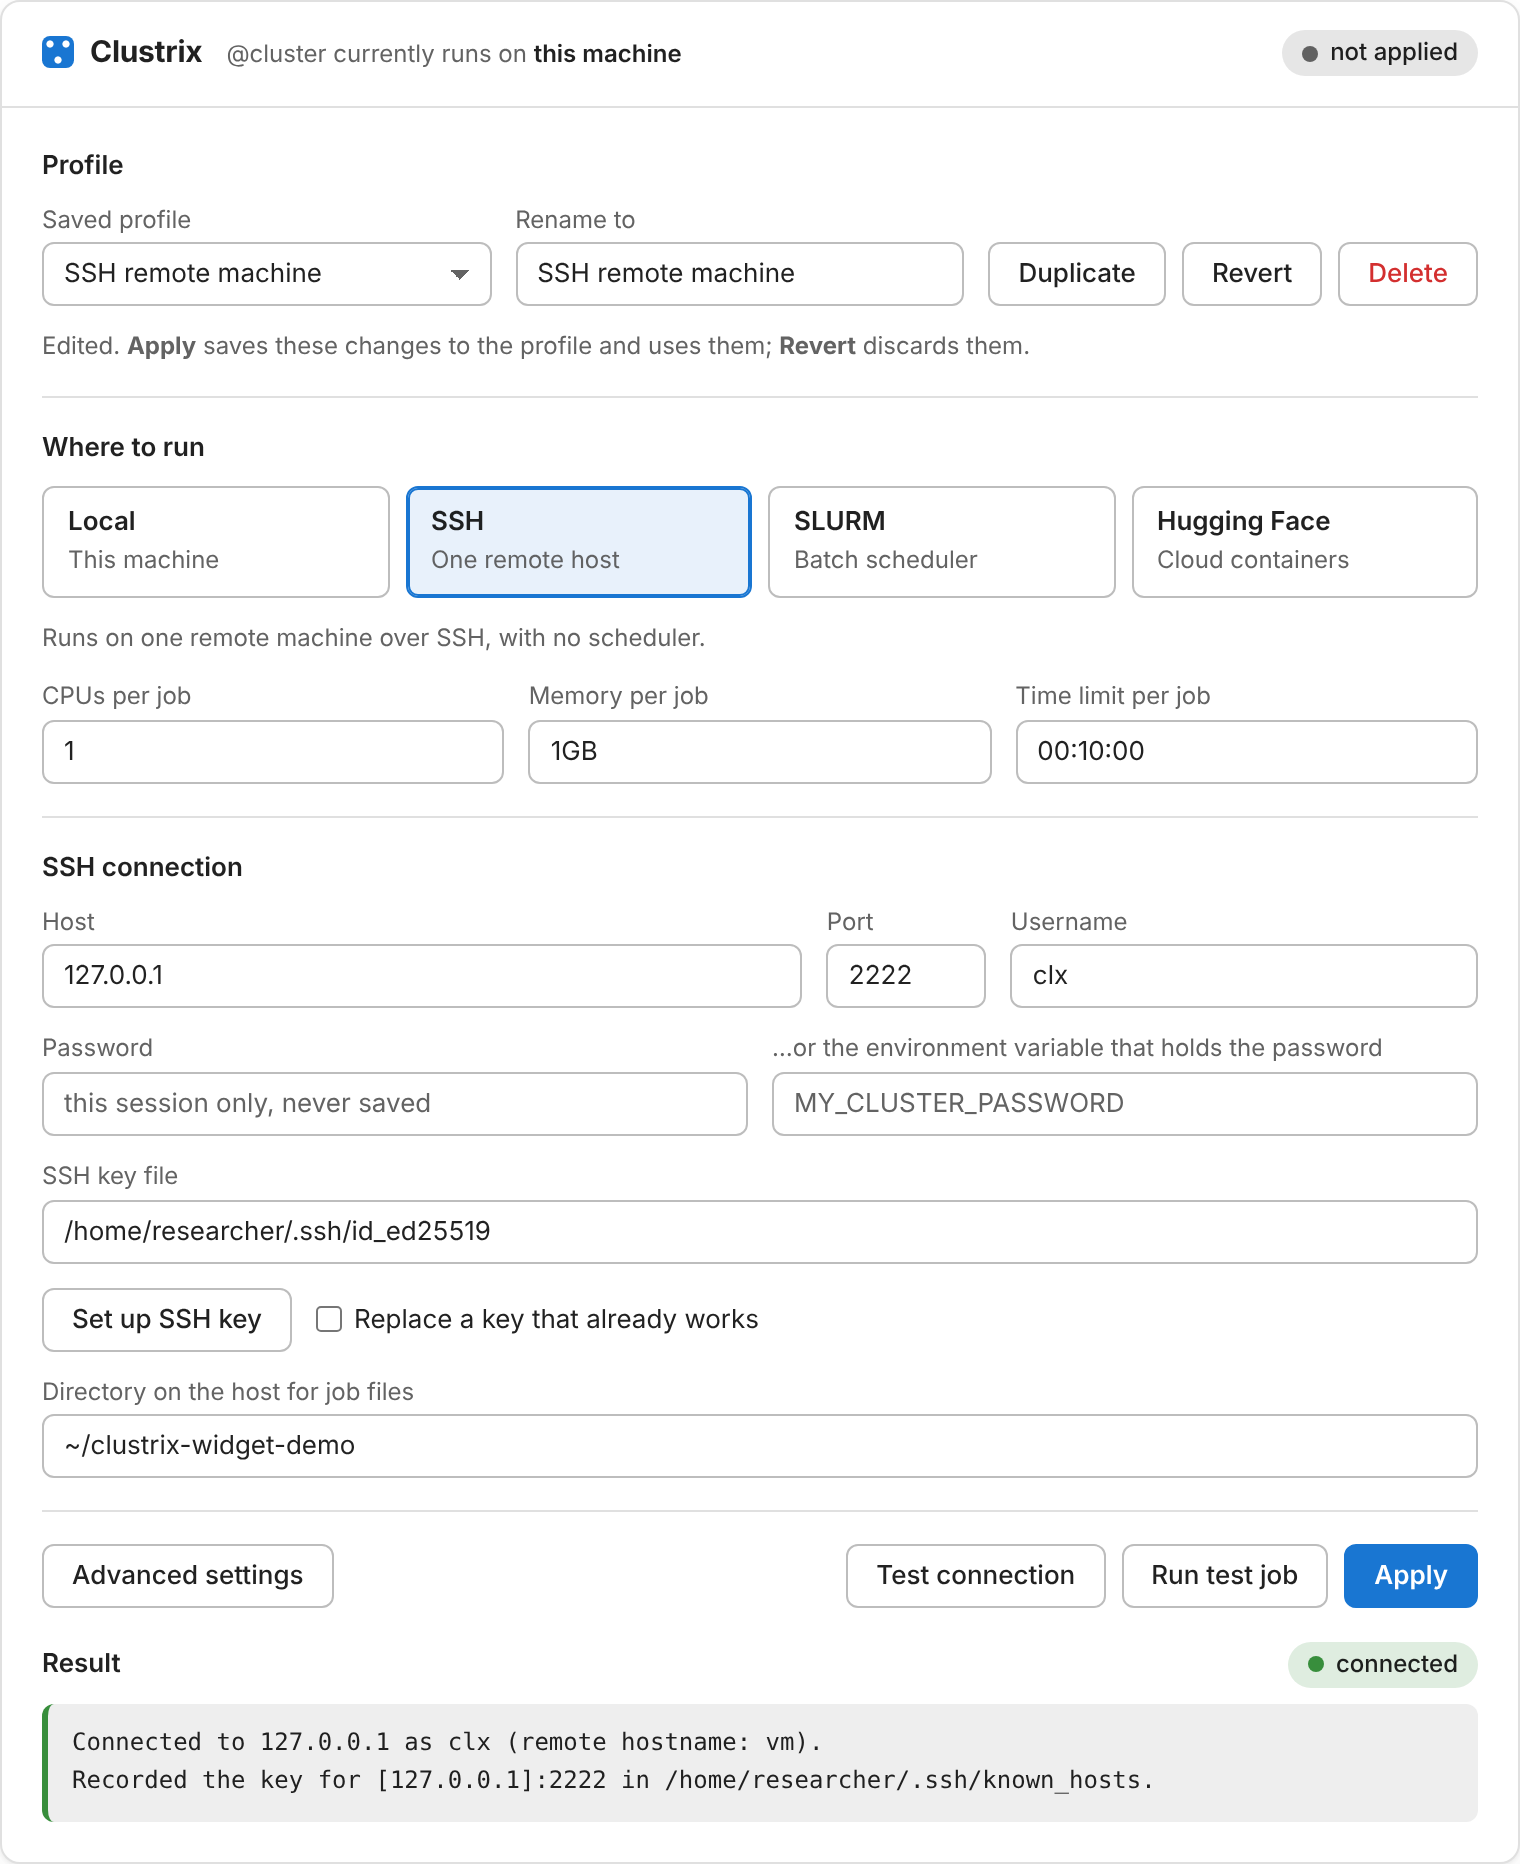 Clustrix @cluster currently runs on this machine
not applied
Profile
Saved profile
Rename to
SSH remote machine
SSH remote machine
Duplicate
Revert
Delete
Edited. Apply saves these changes to the profile and uses them; Revert discards them.
Where to run
Local
This machine
SSH
One remote host
SLURM
Batch scheduler
Hugging Face
Cloud containers
Runs on one remote machine over SSH, with no scheduler.
CPUs per job
Memory per job
Time limit per job
1
1GB
00:10:00
SSH connection
Host
Port
Username
127.0.0.1
2222
clx
Password
...or the environment variable that holds the password
this session only, never saved
MY_CLUSTER_PASSWORD
SSH key file
/home/researcher/.ssh/id_ed25519
Set up SSH key
Replace a key that already works
Directory on the host for job files
~/clustrix-widget-demo
Advanced settings
Test connection
Run test job
Apply
Result
connected
Connected to 127.0.0.1 as clx (remote hostname: vm).
Recorded the key for [127.0.0.1]:2222 in /home/researcher/.ssh/known_hosts.